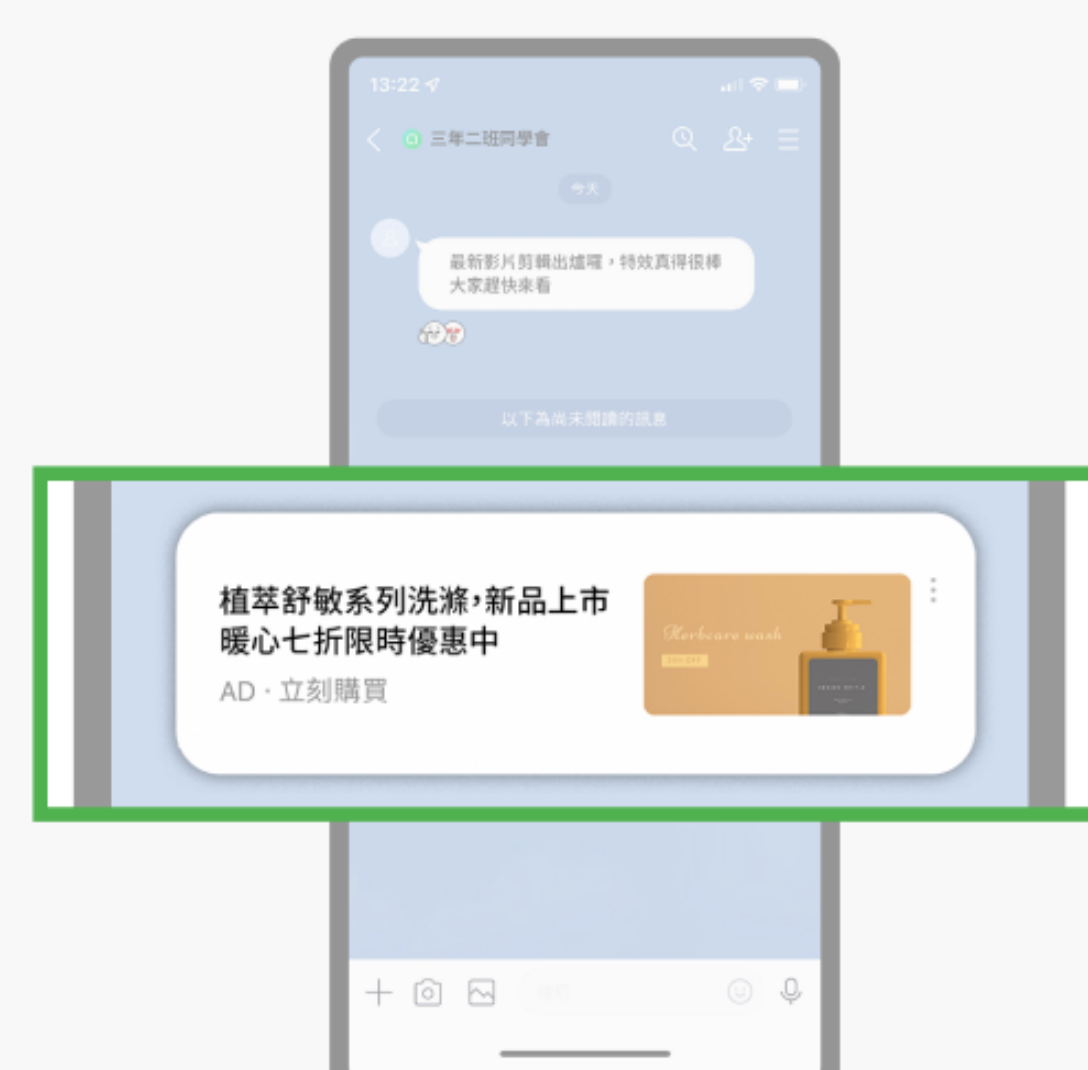 13:22
三年二班同學會
今天
最新影片剪輯出爐囉，特效真得很棒
大家趕快來看
以下為尚未閱讀的訊息
植萃舒敏系列洗滌，新品上市
暖心七折限時優惠中
AD · 立刻購買
Herbcare wash